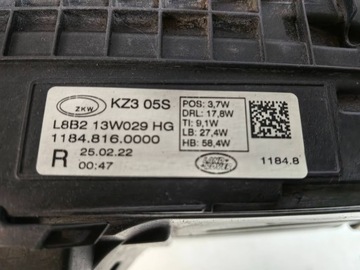 ZKW
KZ3 05S
L8B2 13W029 HG
1184.816.0000
R 25.02.22
00:47
POS: 3,7W
DRL: 17,8W
TI: 9,1W
LB: 27,4W
HB: 58,4W
1184.8